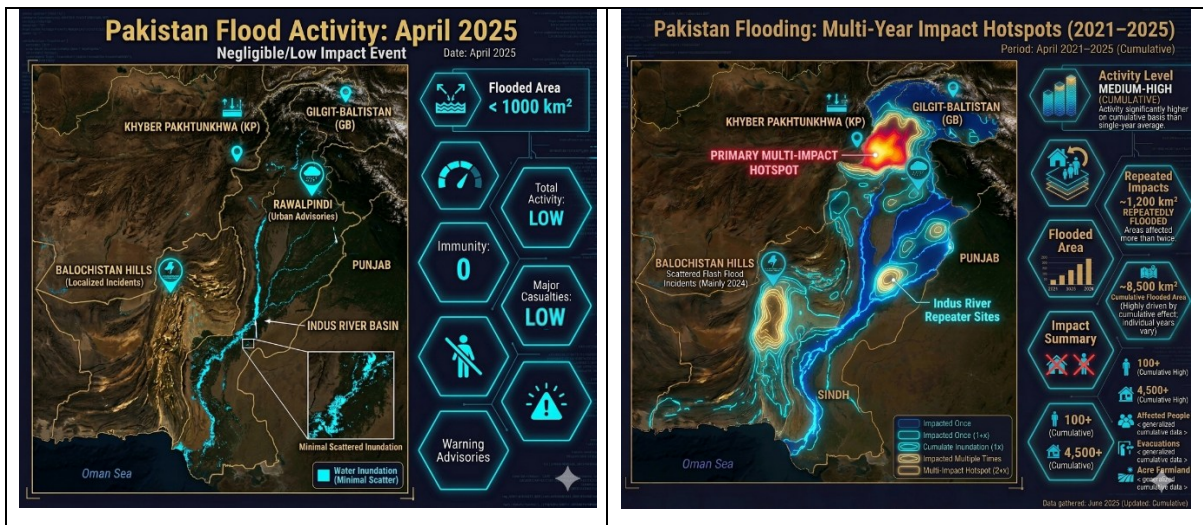 Pakistan Flood Activity: April 2025
Negligible/Low Impact Event
Date: April 2025
Flooded Area
< 1000 km²
GILGIT-BALTISTAN
(GB)
KHYBER PAKHTUNKHWA (KP)
RAWALPINDI
(Urban Advisories)
Total
Activity:
LOW
Immunity:
0
BALOCHISTAN HILLS
(Localized Incidents)
PUNJAB
Major
Casualties:
LOW
INDUS RIVER BASIN
Minimal Scattered Inundation
Warning
Advisories
Oman Sea
Water Inundation
(Minimal Scatter)
Pakistan Flooding: Multi-Year Impact Hotspots (2021–2025)
Period: April 2021–2025 (Cumulative)
Activity Level
MEDIUM-HIGH
(CUMULATIVE)
Activity significantly higher
on cumulative basis than
single-year average.
GILGIT-BALTISTAN
(GB)
KHYBER PAKHTUNKHWA (KP)
PRIMARY MULTI-IMPACT
HOTSPOT
Repeated
Impacts
~1,200 km²
REPEATEDLY
FLOODED
Areas affected
more than twice.
Flooded
Area
BALOCHISTAN HILLS
Scattered Flash Flood
Incidents (Mainly 2024)
PUNJAB
Indus River
Repeater Sites
~8,500 km²
Cumulative Flooded Area
(Highly driven by
cumulative effect;
individual years
vary)
Impact
Summary
SINDH
100+
(Cumulative High)
4,500+
(Cumulative High)
100+
(Cumulative)
4,500+
(Cumulative)
Affected People
< generalized
cumulative data >
Evacuations
< generalized
cumulative data >
Acre Farmland
< generalized
cumulative data >
Impacted Once
Impacted Once (1+x)
Cumulate Inundation (1x)
Impacted Multiple Times
Multi-Impact Hotspot (2+x)
Oman Sea
Data gathered: June 2025 (Updated: Cumulative)